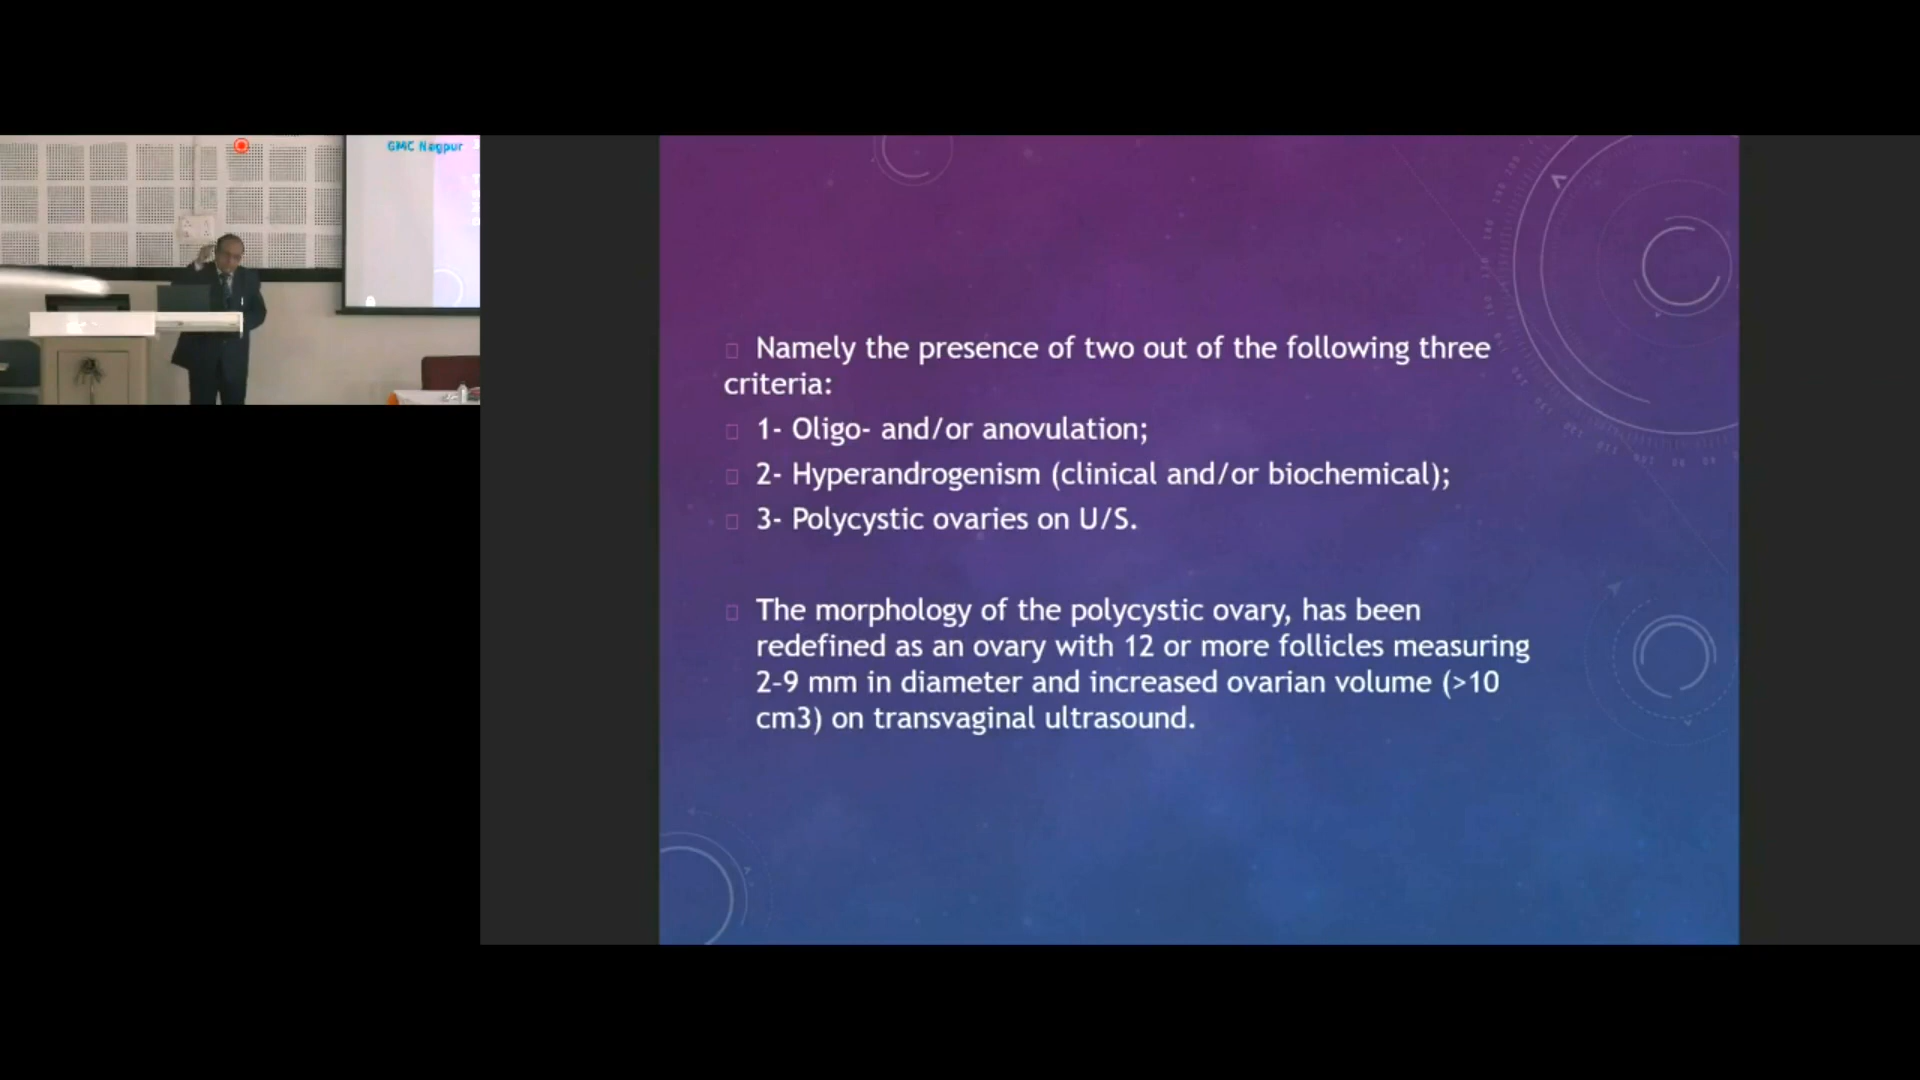 GMC Nagpur
Namely the presence of two out of the following three
criteria:
1- Oligo- and/or anovulation;
2- Hyperandrogenism (clinical and/or biochemical);
3- Polycystic ovaries on U/S.
The morphology of the polycystic ovary, has been
redefined as an ovary with 12 or more follicles measuring
2-9 mm in diameter and increased ovarian volume (>10
cm3) on transvaginal ultrasound.